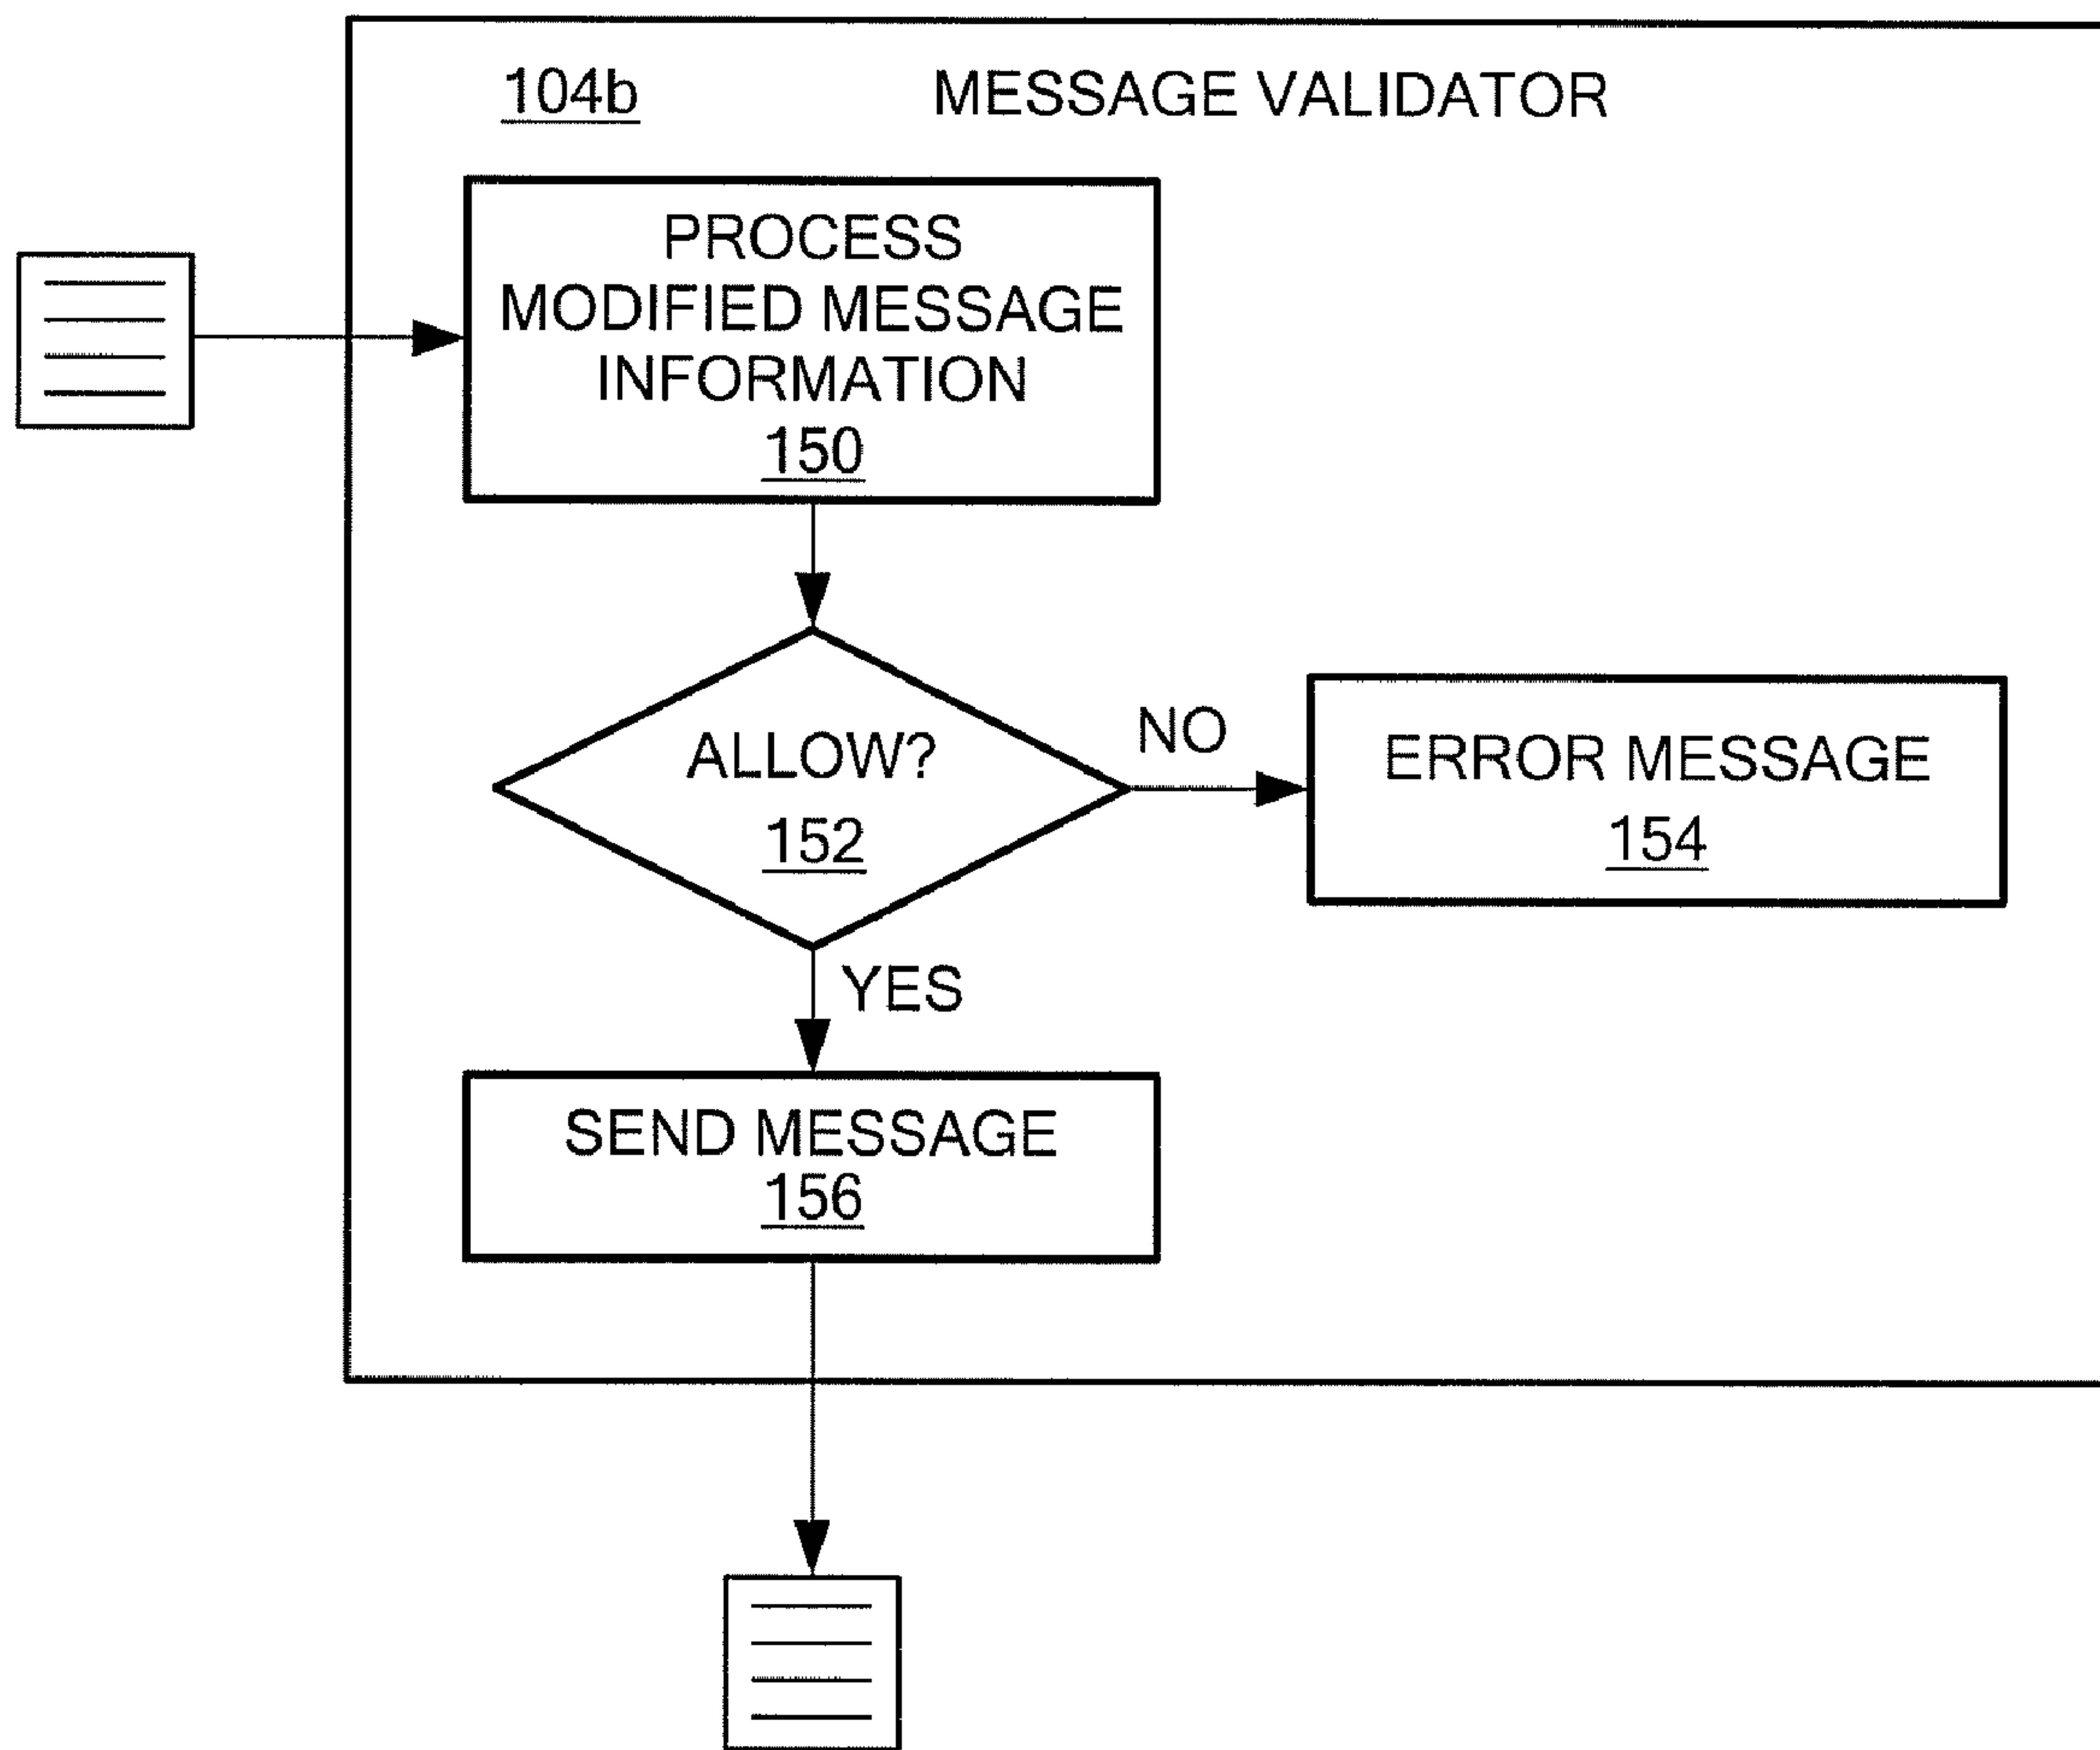 104b
MESSAGE VALIDATOR
PROCESS
MODIFIED MESSAGE
INFORMATION
150
ALLOW?
152
NO
ERROR MESSAGE
154
YES
SEND MESSAGE
156